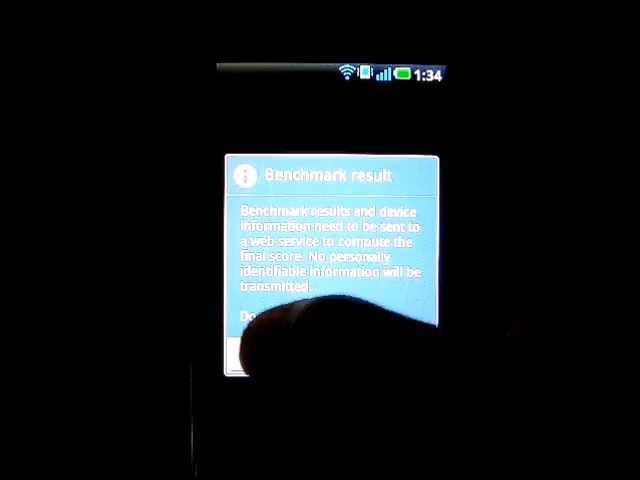 1:34
Benchmark result
Benchmark results and device
information need to be sent to
a web service to compute the
final score. No personally
identifiable information will be
transmitted.